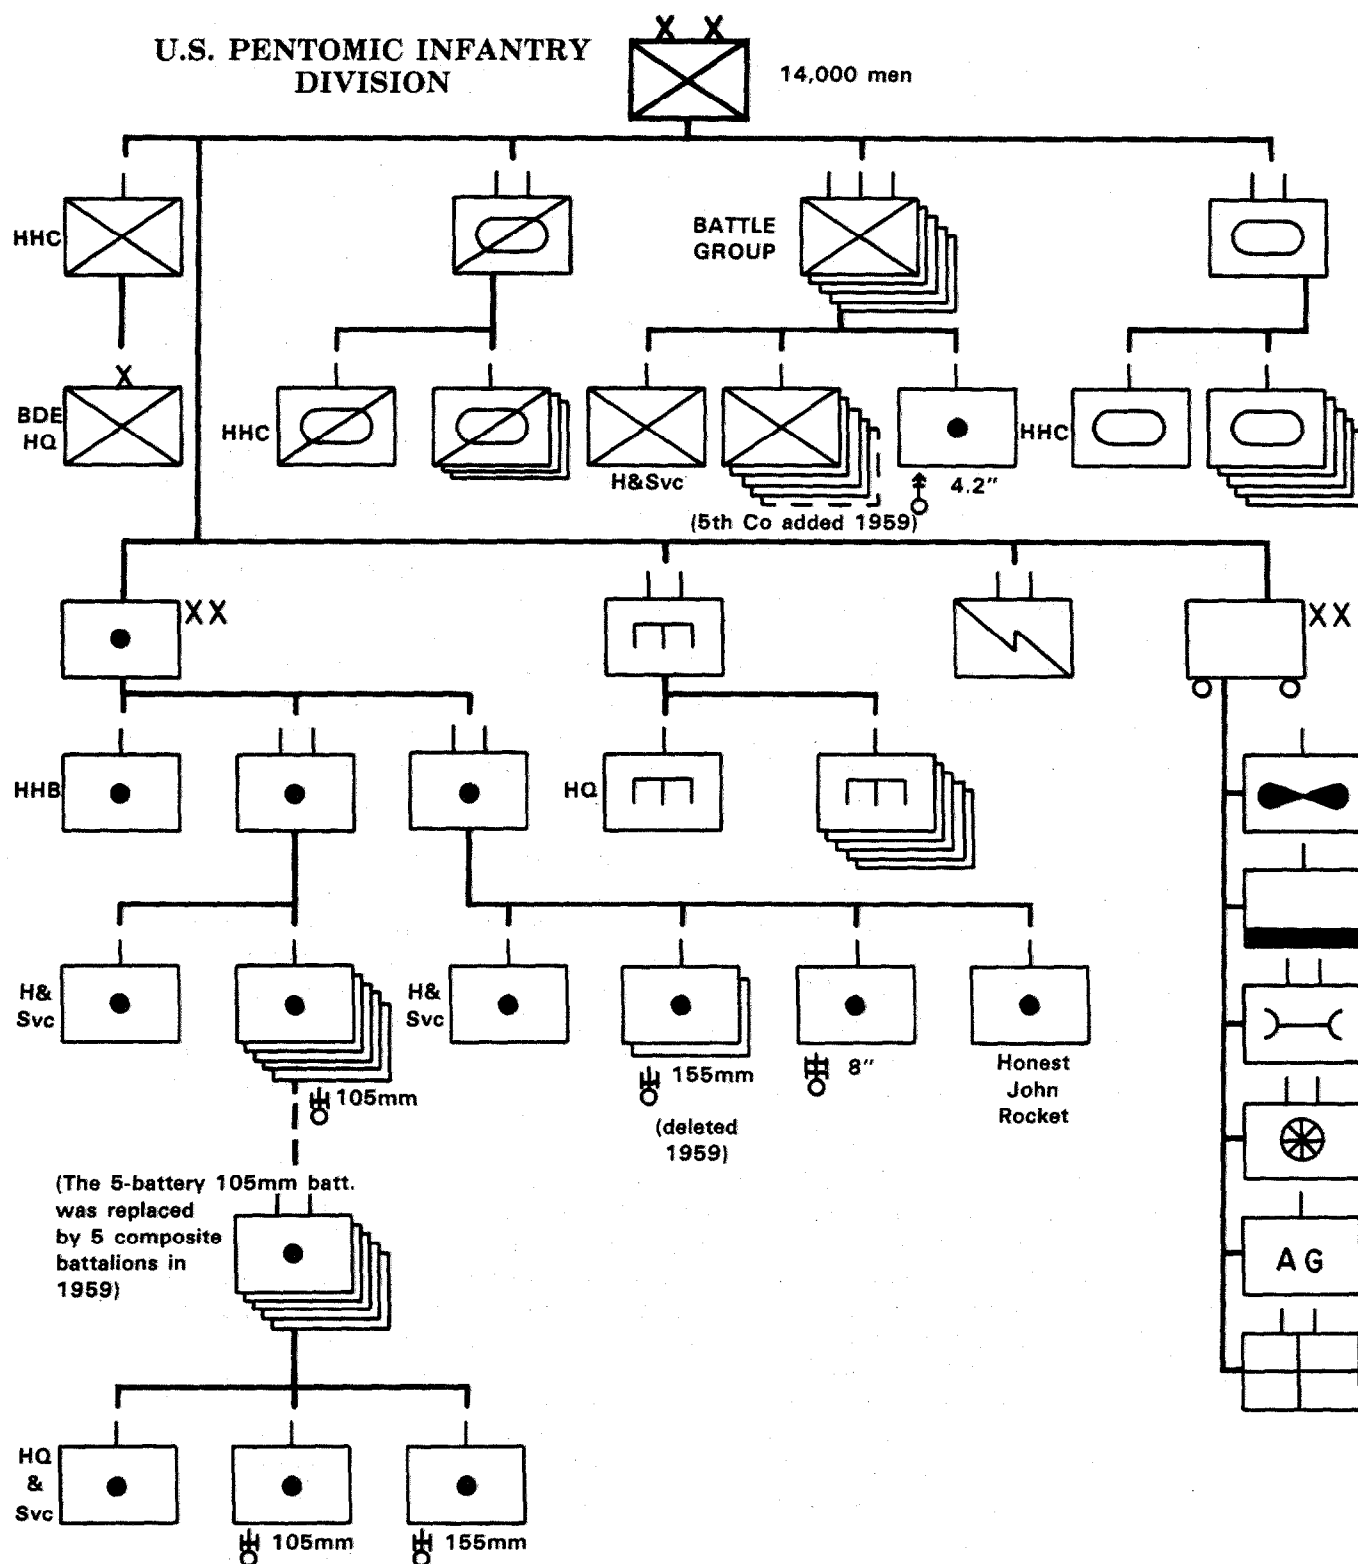 U.S. PENTOMIC INFANTRY
DIVISION
X X
14,000 men
HHC
BATTLE
GROUP
X
BDE
HQ
HHC
H&Svc
4.2"
HHC
(5th Co added 1959)
XX
XX
HHB
HQ
H&
Svc
H&
Svc
105mm
155mm
8"
Honest
John
Rocket
(deleted
1959)
(The 5-battery 105mm batt.
was replaced
by 5 composite
battalions in
1959)
AG
HQ
&
Svc
105mm
155mm